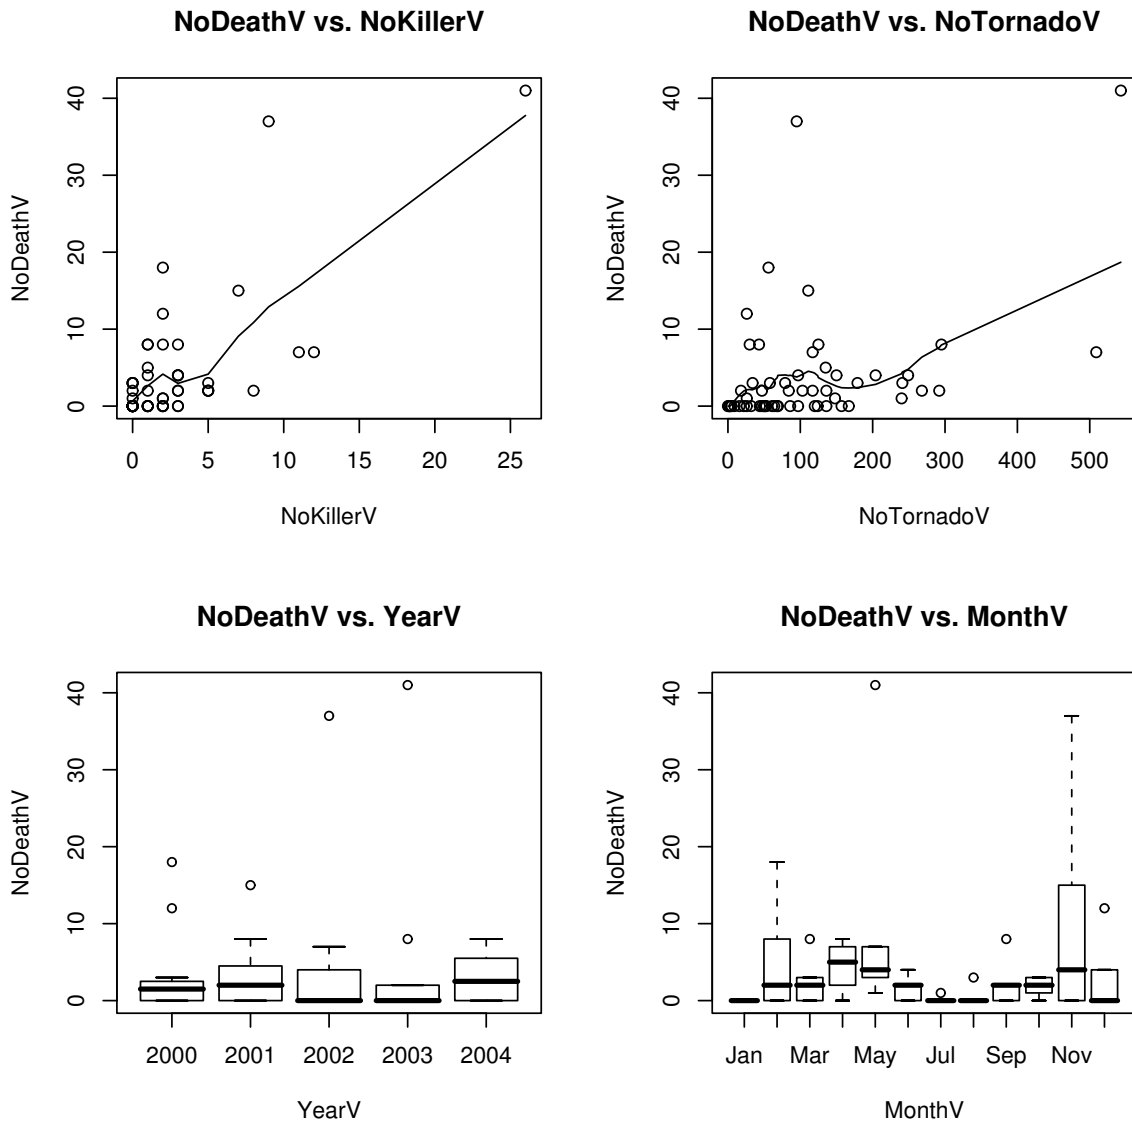 NoDeathV vs. NoKillerV
NoDeathV
0 10 20 30 40
0 5 10 15 20 25
NoKillerV
NoDeathV vs. NoTornadoV
NoDeathV
0 10 20 30 40
0 100 200 300 400 500
NoTornadoV
NoDeathV vs. YearV
NoDeathV
0 10 20 30 40
2000 2001 2002 2003 2004
YearV
NoDeathV vs. MonthV
NoDeathV
0 10 20 30 40
Jan Mar May Jul Sep Nov
MonthV